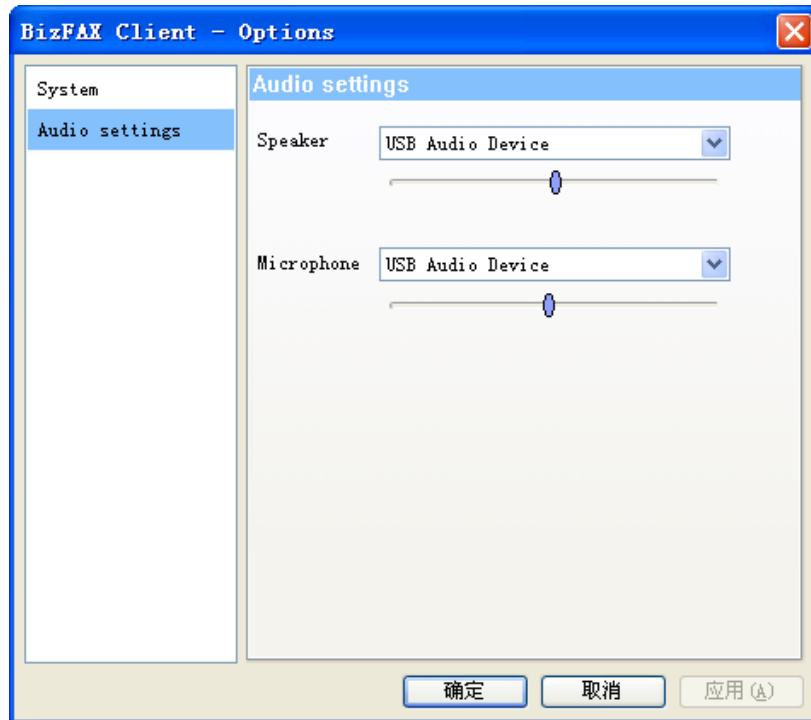 BizFAX Client - Options
System
Audio settings
Audio settings
Speaker
USB Audio Device
Microphone
USB Audio Device
确定
取消
应用(A)